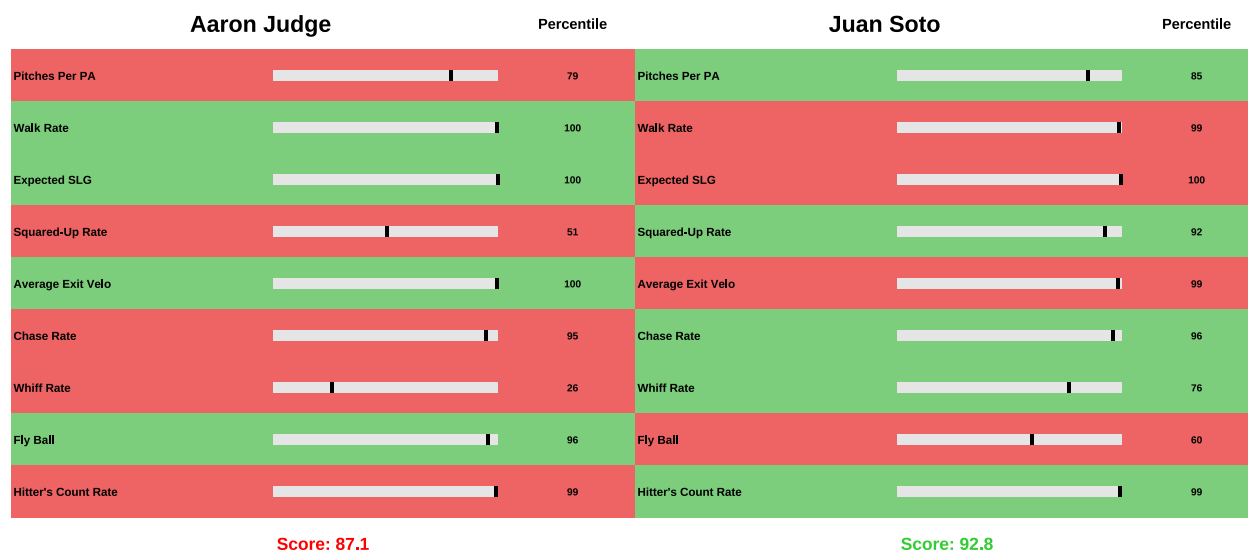 Aaron Judge Percentile Juan Soto Percentile
Pitches Per PA 79 Pitches Per PA 85
Walk Rate 100 Walk Rate 99
Expected SLG 100 Expected SLG 100
Squared-Up Rate 51 Squared-Up Rate 92
Average Exit Velo 100 Average Exit Velo 99
Chase Rate 95 Chase Rate 96
Whiff Rate 26 Whiff Rate 76
Fly Ball 96 Fly Ball 60
Hitter's Count Rate 99 Hitter's Count Rate 99
Score: 87.1 Score: 92.8